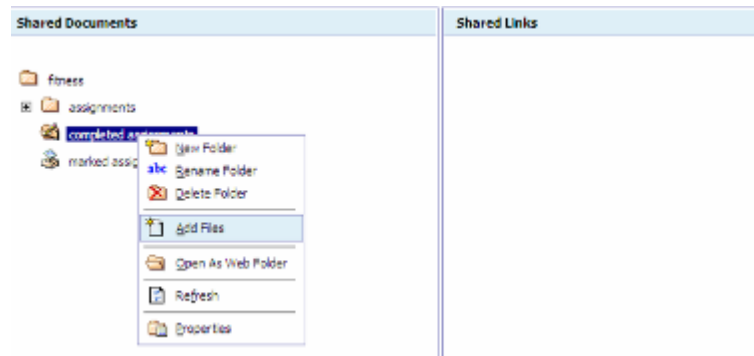 Shared Documents
Shared Links
fitness
assignments
completed assignments
marked assig
New Folder
abc Rename Folder
Delete Folder
Add Files
Open As Web Folder
Refresh
Properties